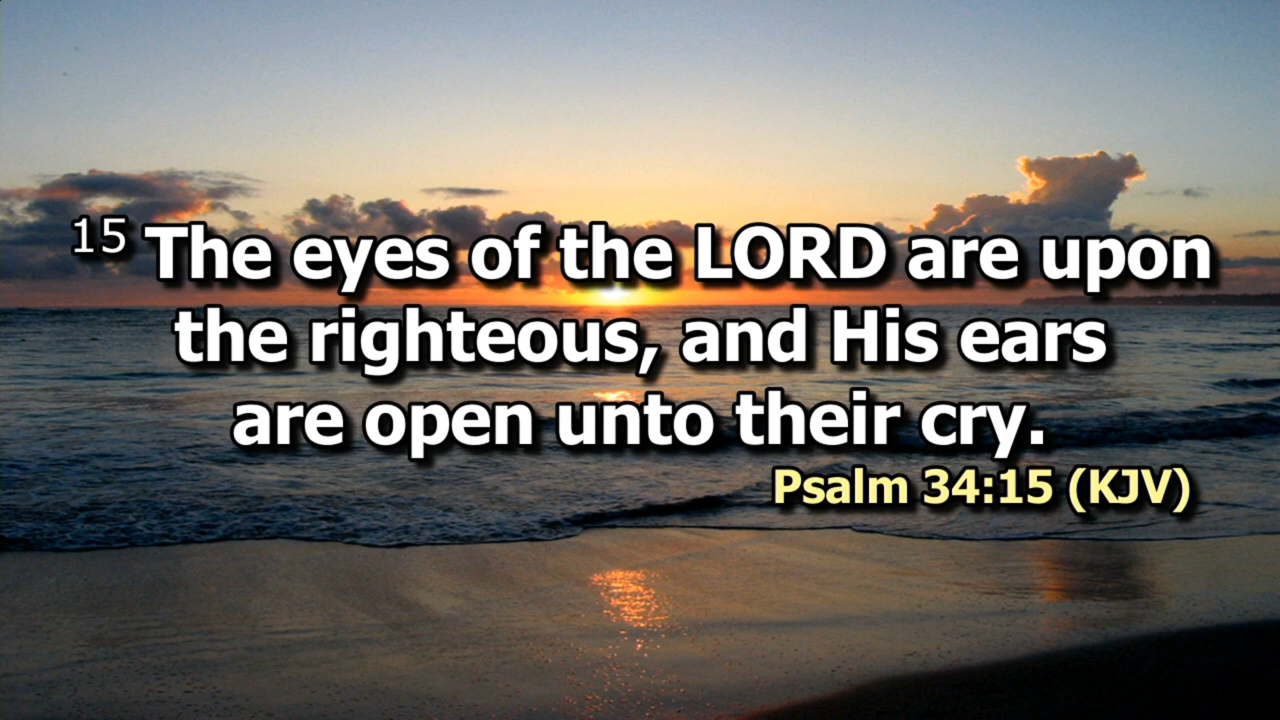 15 The eyes of the LORD are upon
the righteous, and His ears
are open unto their cry.
Psalm 34:15 (KJV)